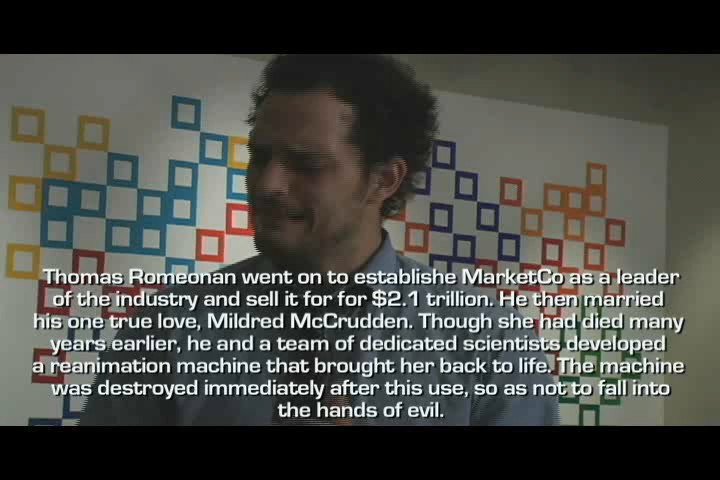 Thomas Romeonan went on to establishe MarketCo as a leader
of the industry and sell it for for $2.1 trillion. He then married
his one true love, Mildred McCrudden. Though she had died many
years earlier, he and a team of dedicated scientists developed
a reanimation machine that brought her back to life. The machine
was destroyed immediately after this use, so as not to fall into
the hands of evil.